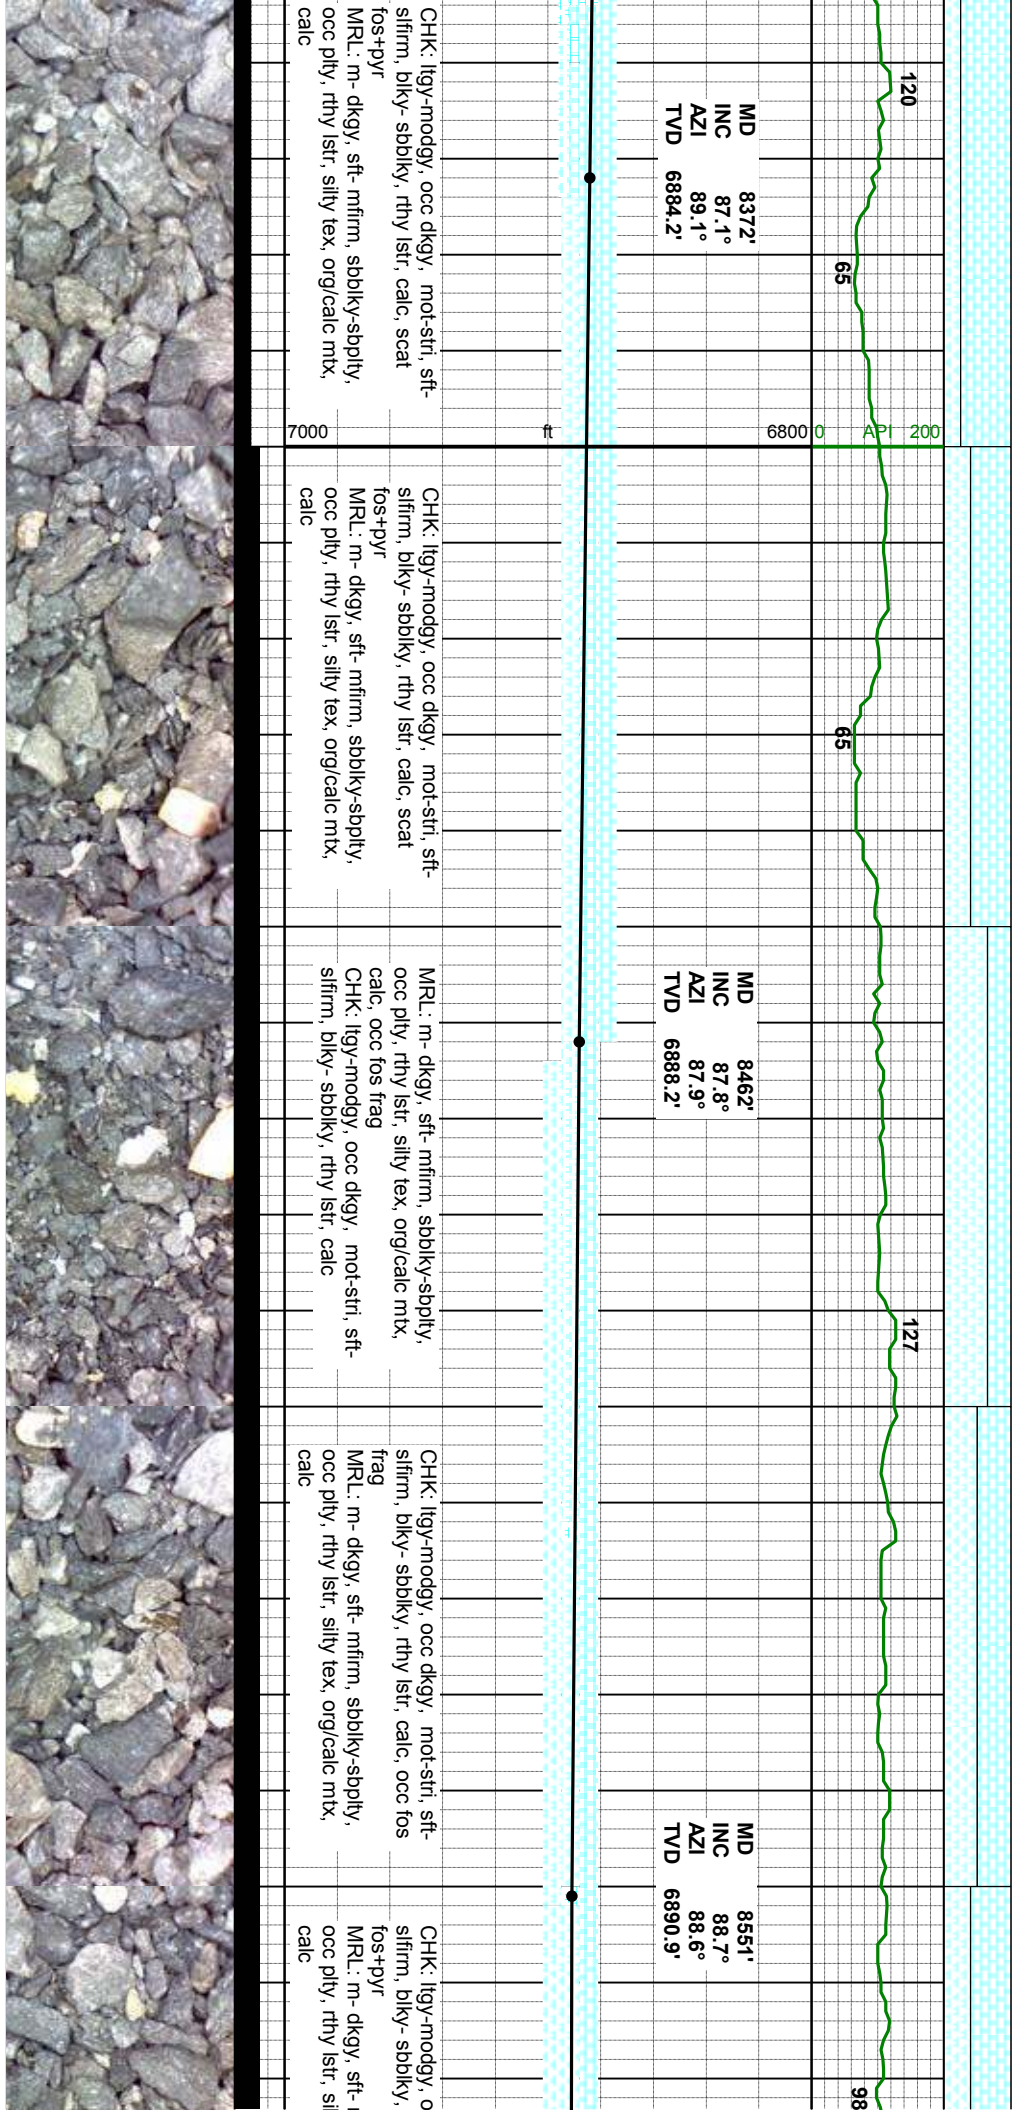 120
MD 8372'
INC 87.1°
AZI 89.1°
TVD 6884.2'
65
CHK: ltgy-modgy, occ dkgy, mot-stri, sft-
slfirm, blky- sbblky, rthy lstr, calc, scat
fos+pyr
MRL: m- dkgy, sft- mfirm, sbblky-sbplty,
occ plty, rthy lstr, silty tex, org/calc mtx,
calc
7000 ft 6800 0 API 200
CHK: ltgy-modgy, occ dkgy, mot-stri, sft-
slfirm, blky- sbblky, rthy lstr, calc, scat
fos+pyr
MRL: m- dkgy, sft- mfirm, sbblky-sbplty,
occ plty, rthy lstr, silty tex, org/calc mtx,
calc
65
MD 8462'
INC 87.8°
AZI 87.9°
TVD 6888.2'
MRL: m- dkgy, sft- mfirm, sbblky-sbplty,
occ plty, rthy lstr, silty tex, org/calc mtx,
calc, occ fos frag
CHK: ltgy-modgy, occ dkgy, mot-stri, sft-
slfirm, blky- sbblky, rthy lstr, calc
127
CHK: ltgy-modgy, occ dkgy, mot-stri, sft-
slfirm, blky- sbblky, rthy lstr, calc, occ fos
frag
MRL: m- dkgy, sft- mfirm, sbblky-sbplty,
occ plty, rthy lstr, silty tex, org/calc mtx,
calc
MD 8551'
INC 88.7°
AZI 88.6°
TVD 6890.9'
CHK: ltgy-modgy, o
slfirm, blky- sbblky,
fos+pyr
MRL: m- dkgy, sft-
occ plty, rthy lstr, sil
calc
98